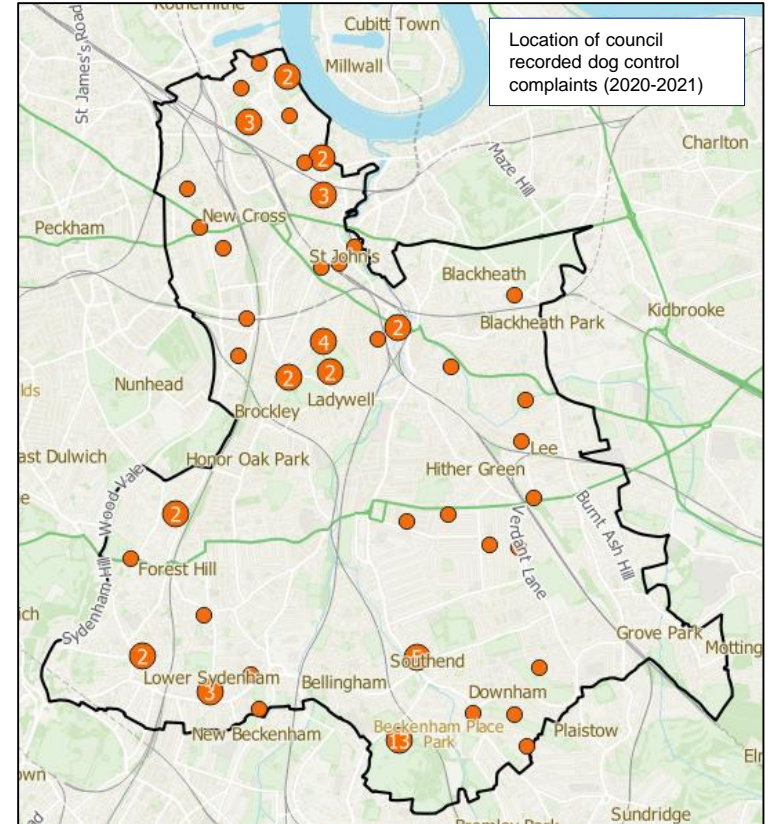 Rotherhithe
Cubitt Town
Location of council
recorded dog control
complaints (2020-2021)
St James's Road
Millwall
2
3
Charlton
2
Maze Hill
3
New Cross
Peckham
St John's
Blackheath
Kidbrooke
2
Blackheath Park
4
2
2
Nunhead
Ladywell
Brockley
Lee
Honor Oak Park
Hither Green
Wood Vale
2
Verdant Lane
Burnt Ash Hill
Forest Hill
Sydenham Hill
Grove Park
2
5
Southend
Lower Sydenham
Bellingham
Downham
3
New Beckenham
Beckenham Place
Park
Plaistow
13
Sundridge